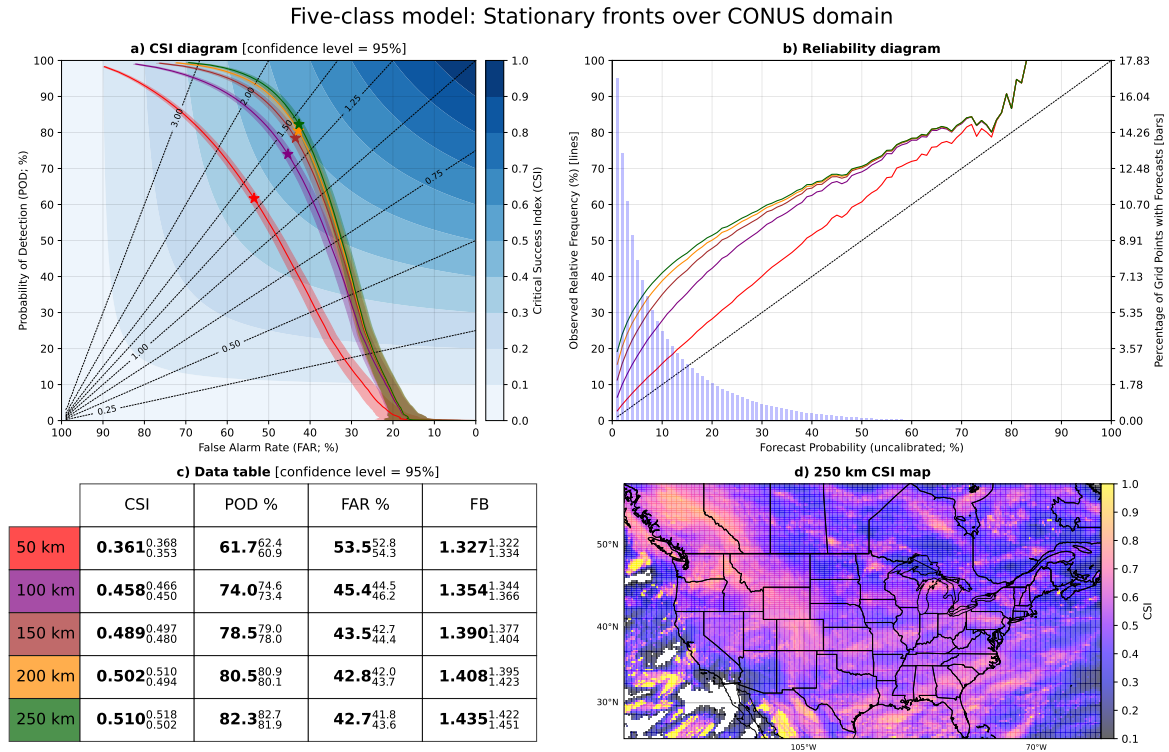 Five-class model: Stationary fronts over CONUS domain
a) CSI diagram [confidence level = 95%]
100
90
80
70
60
50
40
30
20
10
0
Probability of Detection (POD; %)
3.00
2.00
1.50
1.25
1.00
0.75
0.50
0.25
100 90 80 70 60 50 40 30 20 10 0
False Alarm Rate (FAR; %)
1.0
0.9
0.8
0.7
0.6
0.5
0.4
0.3
0.2
0.1
0.0
Critical Success Index (CSI)
b) Reliability diagram
100
90
80
70
60
50
40
30
20
10
0
Observed Relative Frequency (%) [lines]
0 10 20 30 40 50 60 70 80 90 100
Forecast Probability (uncalibrated; %)
17.83
16.04
14.26
12.48
10.70
8.91
7.13
5.35
3.57
1.78
0.00
Percentage of Grid Points with Forecasts [bars]
c) Data table [confidence level = 95%]
CSI POD % FAR % FB
50 km 0.361 0.368 0.353 61.7 62.4 60.9 53.5 52.8 54.3 1.327 1.322 1.334
100 km 0.458 0.466 0.450 74.0 74.6 73.4 45.4 44.5 46.2 1.354 1.344 1.366
150 km 0.489 0.497 0.480 78.5 79.0 78.0 43.5 42.7 44.4 1.390 1.377 1.404
200 km 0.502 0.510 0.494 80.5 80.9 80.1 42.8 42.0 43.7 1.408 1.395 1.423
250 km 0.510 0.518 0.502 82.3 82.7 81.9 42.7 41.8 43.6 1.435 1.422 1.451
d) 250 km CSI map
50°N
40°N
30°N
105°W 70°W
1.0
0.9
0.8
0.7
0.6
0.5
0.4
0.3
0.2
0.1
CSI